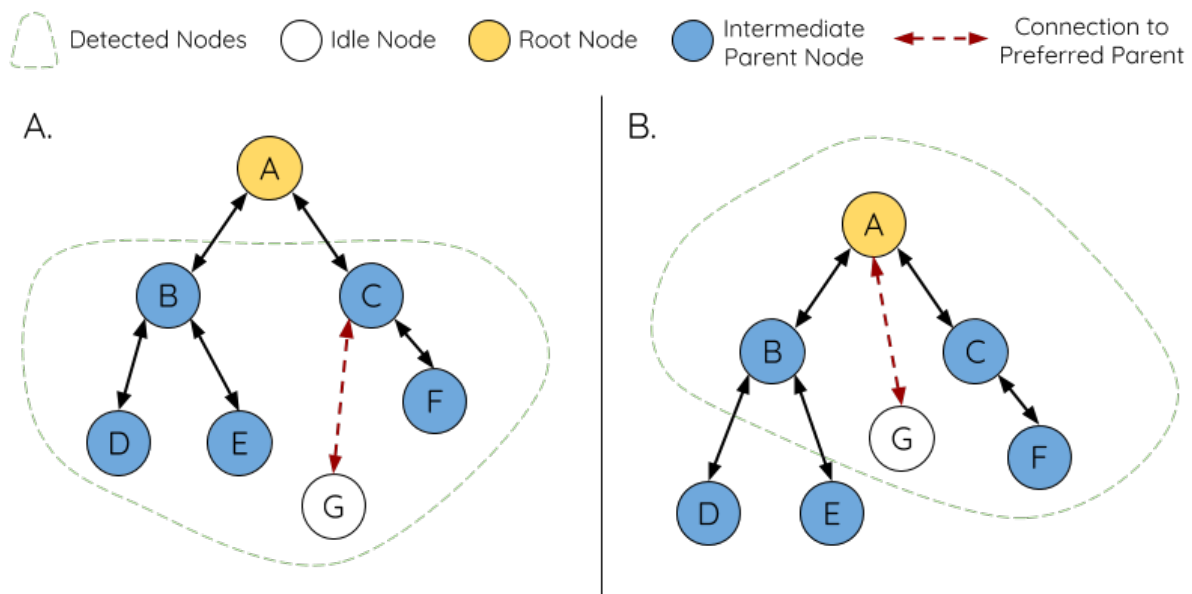 Detected Nodes
Idle Node
Root Node
Intermediate
Parent Node
Connection to
Preferred Parent
A.
A
B
C
D
E
F
G
B.
A
B
C
G
F
D
E